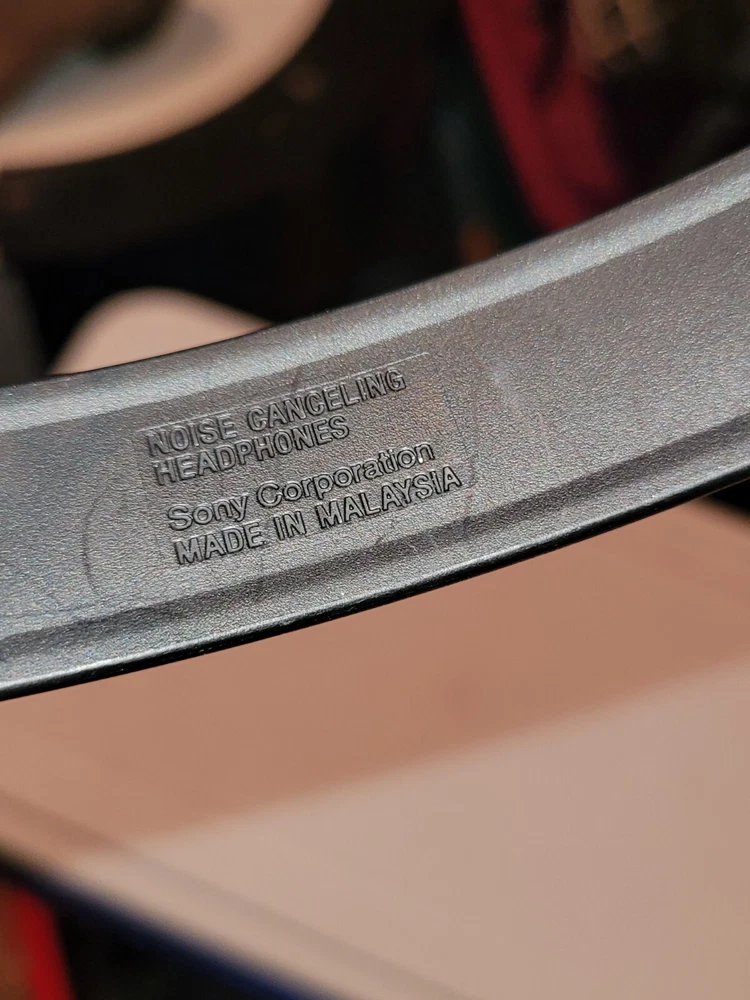 NOISE CANCELING
HEADPHONES
Sony Corporation
MADE IN MALAYSIA